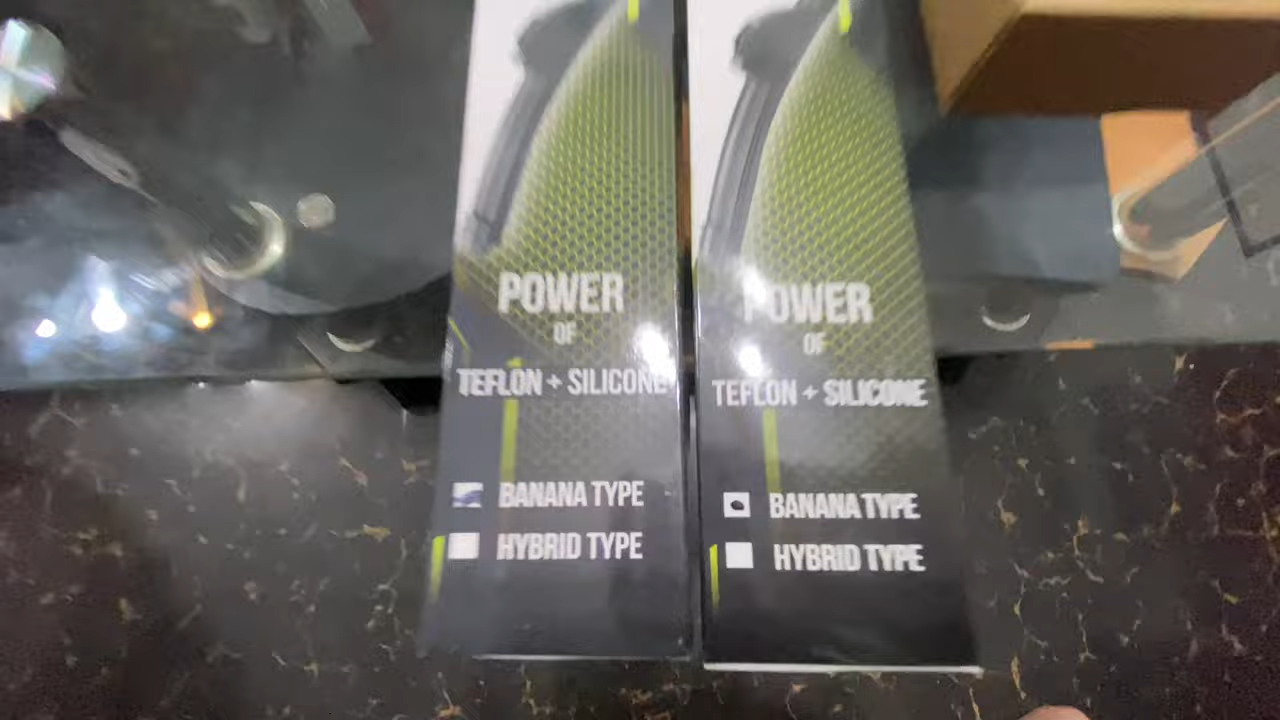 POWER
OF
TEFLON + SILICONE
BANANA TYPE
HYBRID TYPE
POWER
OF
TEFLON + SILICONE
BANANA TYPE
HYBRID TYPE